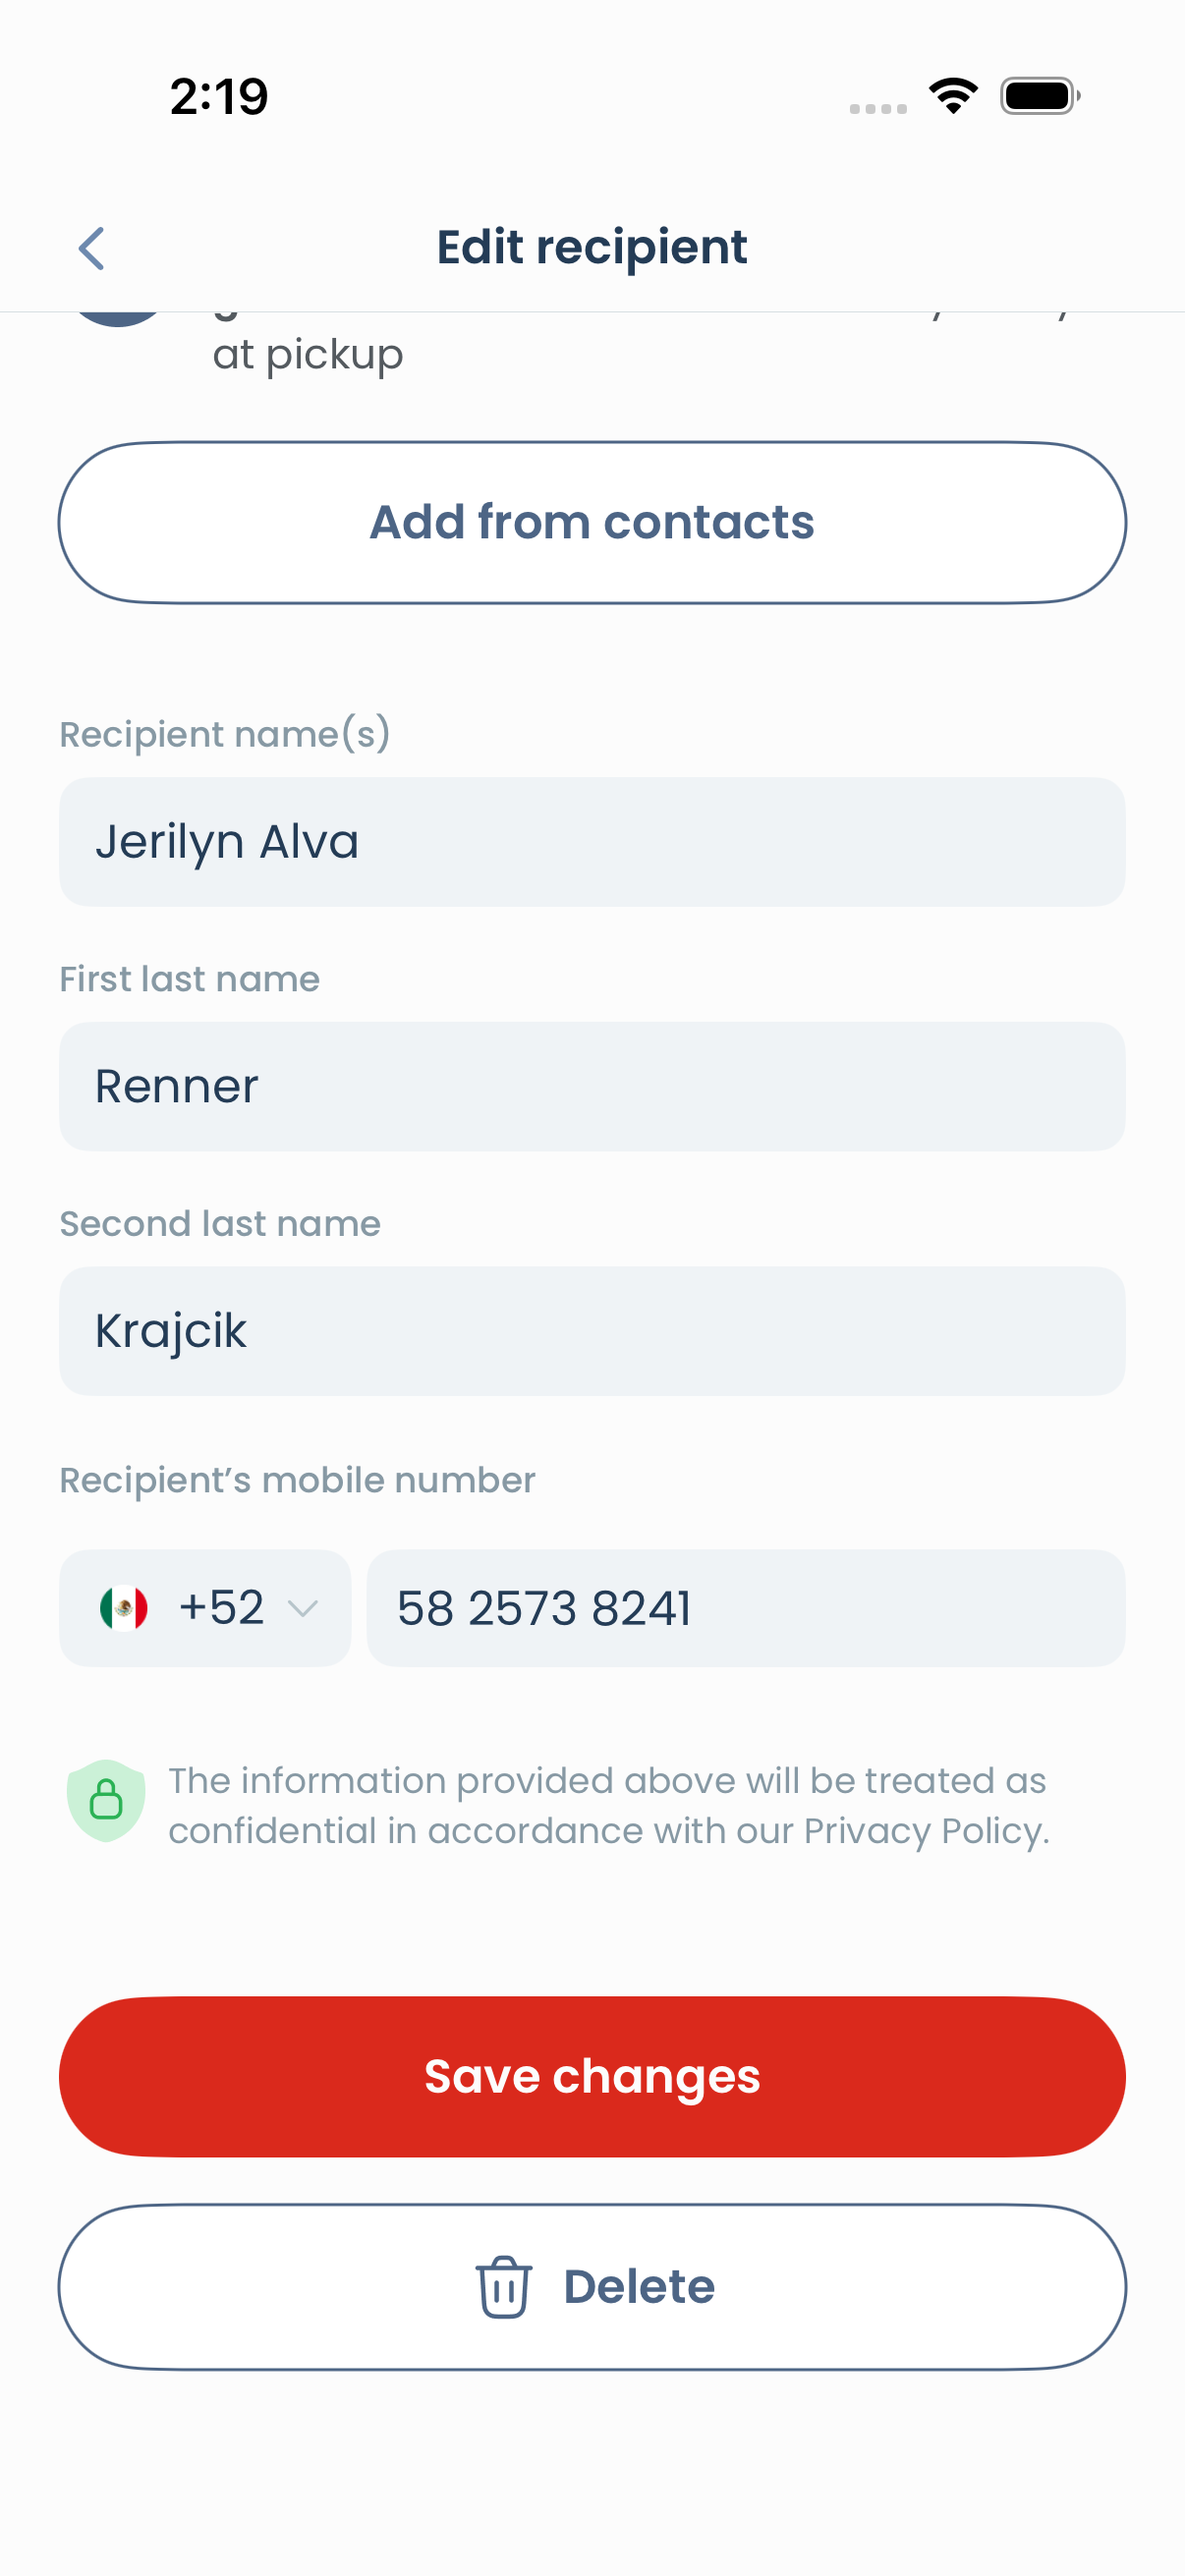 2:19
Edit recipient
at pickup
Add from contacts
Recipient name(s)
Jerilyn Alva
First last name
Renner
Second last name
Krajcik
Recipient’s mobile number
+52
58 2573 8241
The information provided above will be treated as
confidential in accordance with our Privacy Policy.
Save changes
Delete